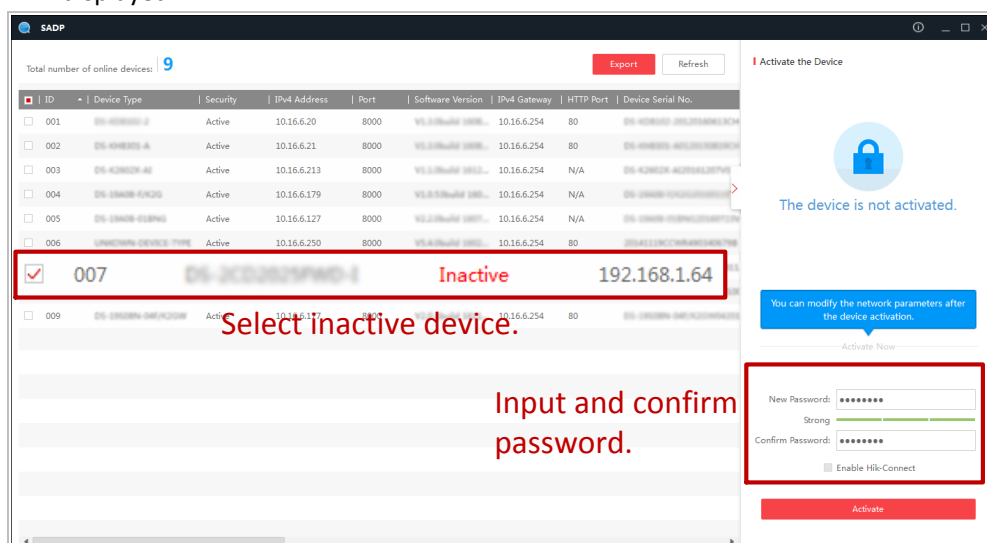 SADP
Total number of online devices: 9
Export
Refresh
ID | Device Type | Security | IPv4 Address | Port | Software Version | IPv4 Gateway | HTTP Port | Device Serial No.
001 Active 10.16.6.20 8000 10.16.6.254 80
002 Active 10.16.6.21 8000 10.16.6.254 80
003 Active 10.16.6.213 8000 10.16.6.254 N/A
004 Active 10.16.6.179 8000 10.16.6.254 N/A
005 Active 10.16.6.127 8000 10.16.6.254 N/A
006 Active 10.16.6.250 8000 10.16.6.254 80
007 Inactive 192.168.1.64
009 Active 10.16.6.254 80
Select inactive device.
Input and confirm
password.
Activate the Device
The device is not activated.
You can modify the network parameters after
the device activation.
Activate Now
New Password: ••••••••
Strong
Confirm Password: ••••••••
Enable Hik-Connect
Activate